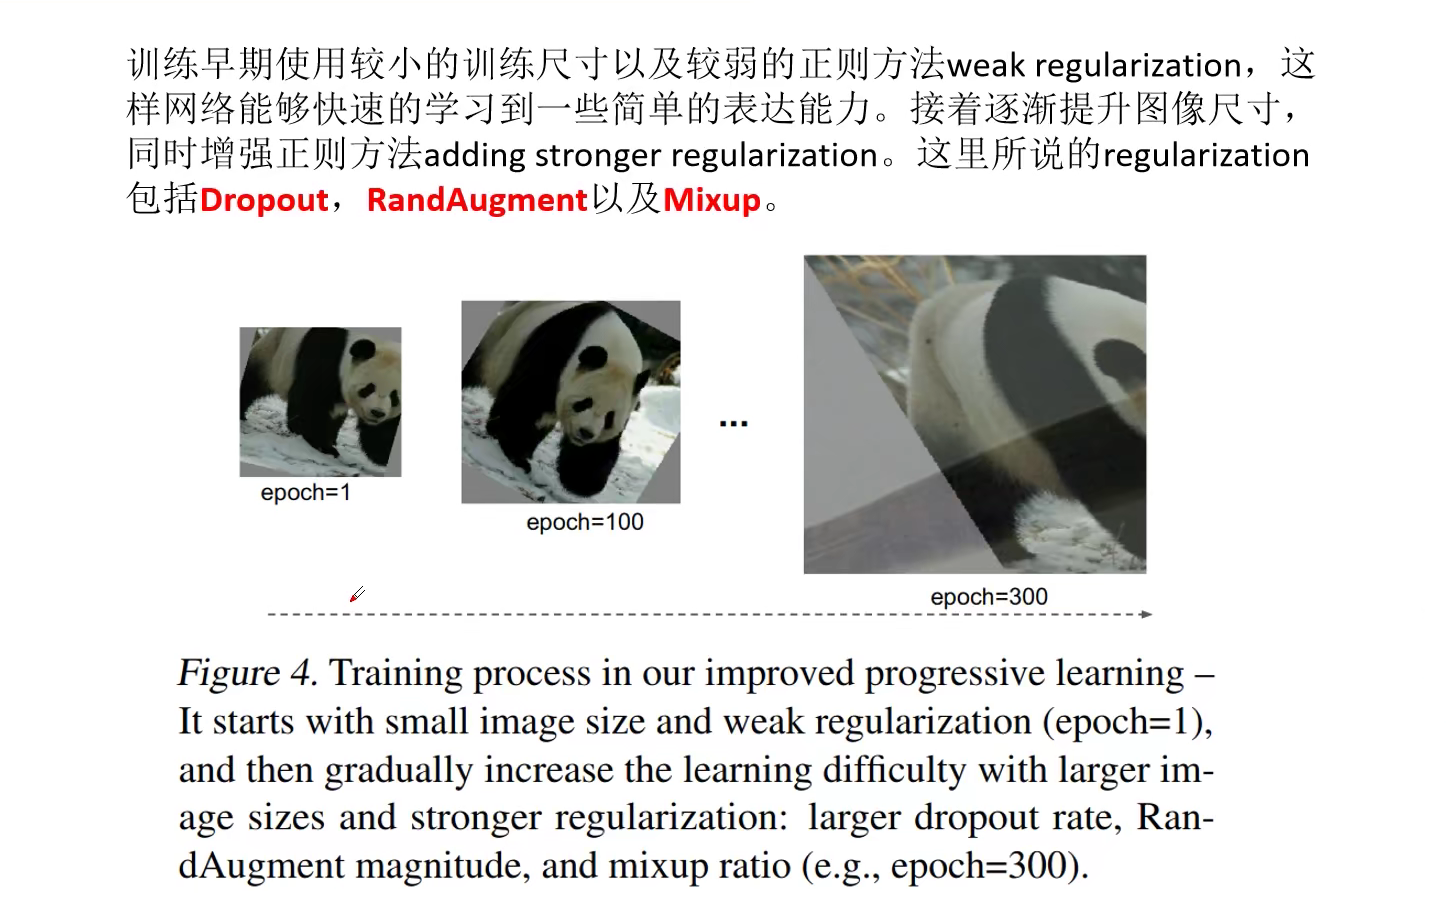 训练早期使用较小的训练尺寸以及较弱的正则方法weak regularization，这
样网络能够快速的学习到一些简单的表达能力。接着逐渐提升图像尺寸，
同时增强正则方法adding stronger regularization。这里所说的regularization
包括Dropout，RandAugment以及Mixup。
epoch=1
epoch=100
...
epoch=300
Figure 4. Training process in our improved progressive learning –
It starts with small image size and weak regularization (epoch=1),
and then gradually increase the learning difficulty with larger im-
age sizes and stronger regularization: larger dropout rate, Ran-
dAugment magnitude, and mixup ratio (e.g., epoch=300).